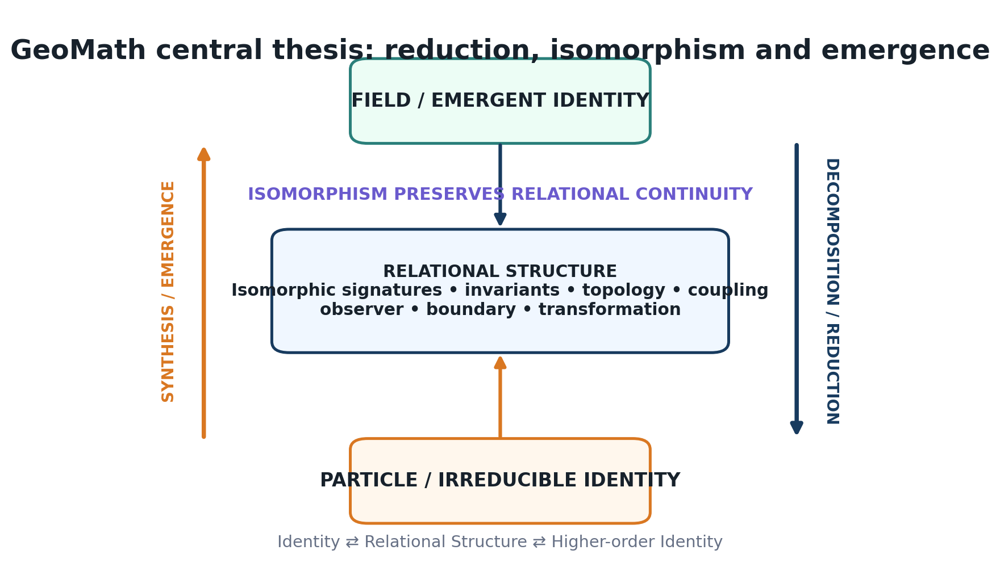 GeoMath central thesis: reduction, isomorphism and emergence
FIELD / EMERGENT IDENTITY
ISOMORPHISM PRESERVES RELATIONAL CONTINUITY
SYNTHESIS / EMERGENCE
DECOMPOSITION / REDUCTION
RELATIONAL STRUCTURE
Isomorphic signatures • invariants • topology • coupling
observer • boundary • transformation
PARTICLE / IRREDUCIBLE IDENTITY
Identity ⇄ Relational Structure ⇄ Higher-order Identity